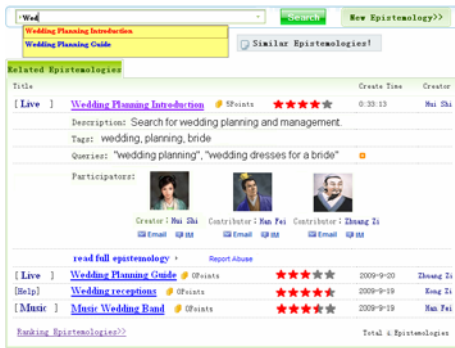 Wed
Search
New Epistemology>>
Wedding Planning Introduction
Wedding Planning Guide
Similar Epistemologies!
Related Epistemologies
Title Create Time Creator
[ Live ] Wedding Planning Introduction 5Points 0:33:13 Hui Shi
Description: Search for wedding planning and management.
Tags: wedding, planning, bride
Queries: "wedding planning", "wedding dresses for a bride"
Participators:
Creator : Hui Shi Contributor : Han Fei Contributor : Zhuang Zi
Email IM Email IM Email IM
read full epistemology Report Abuse
[ Live ] Wedding Planning Guide 0Points 2009-9-20 Zhuang Zi
[Help] Wedding receptions 0Points 2009-9-19 Kong Zi
[ Music ] Music Wedding Band 0Points 2009-9-19 Han Fei
Ranking Epistemologies>> Total 4 Epistemologies